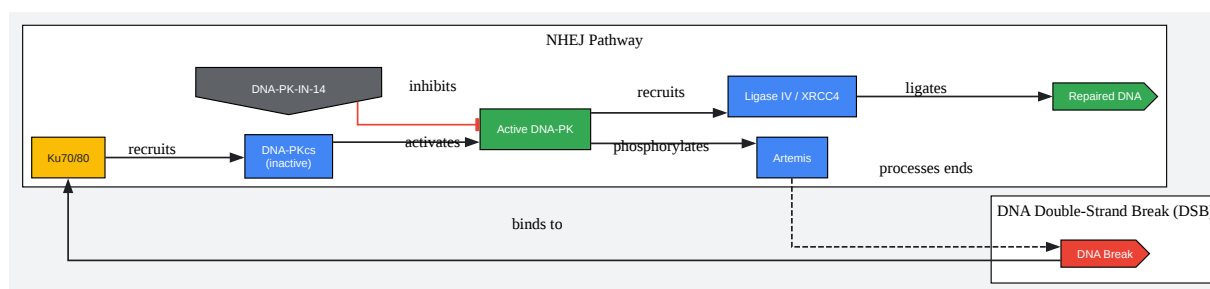 NHEJ Pathway
DNA-PK-IN-14
inhibits
recruits
Ligase IV / XRCC4
ligates
Repaired DNA
Active DNA-PK
Ku70/80
recruits
DNA-PKcs
(inactive)
activates
phosphorylates
Artemis
processes ends
DNA Double-Strand Break (DSB)
binds to
DNA Break